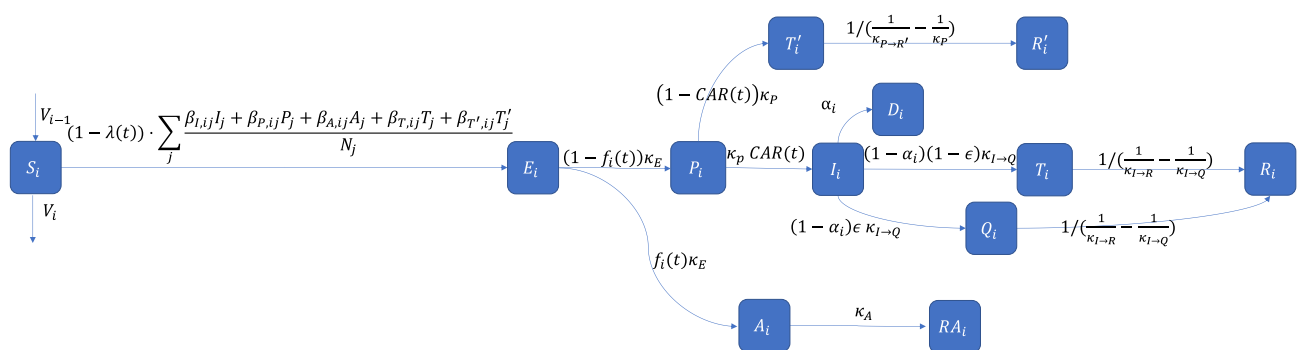 T_i′
1/(1/κ_{P→R′} − 1/κ_P)
R_i′
(1 − CAR(t))κ_P
α_i
D_i
V_{i−1}
(1 − λ(t)) · ∑_j (β_{I,ij}I_j + β_{P,ij}P_j + β_{A,ij}A_j + β_{T,ij}T_j + β_{T′,ij}T_j′)/N_j
S_i
E_i
(1 − f_i(t))κ_E
P_i
κ_p CAR(t)
I_i
(1 − α_i)(1 − ϵ)κ_{I→Q}
T_i
1/(1/κ_{I→R} − 1/κ_{I→Q})
R_i
V_i
(1 − α_i)ϵ κ_{I→Q}
Q_i
1/(1/κ_{I→R} − 1/κ_{I→Q})
f_i(t)κ_E
A_i
κ_A
RA_i